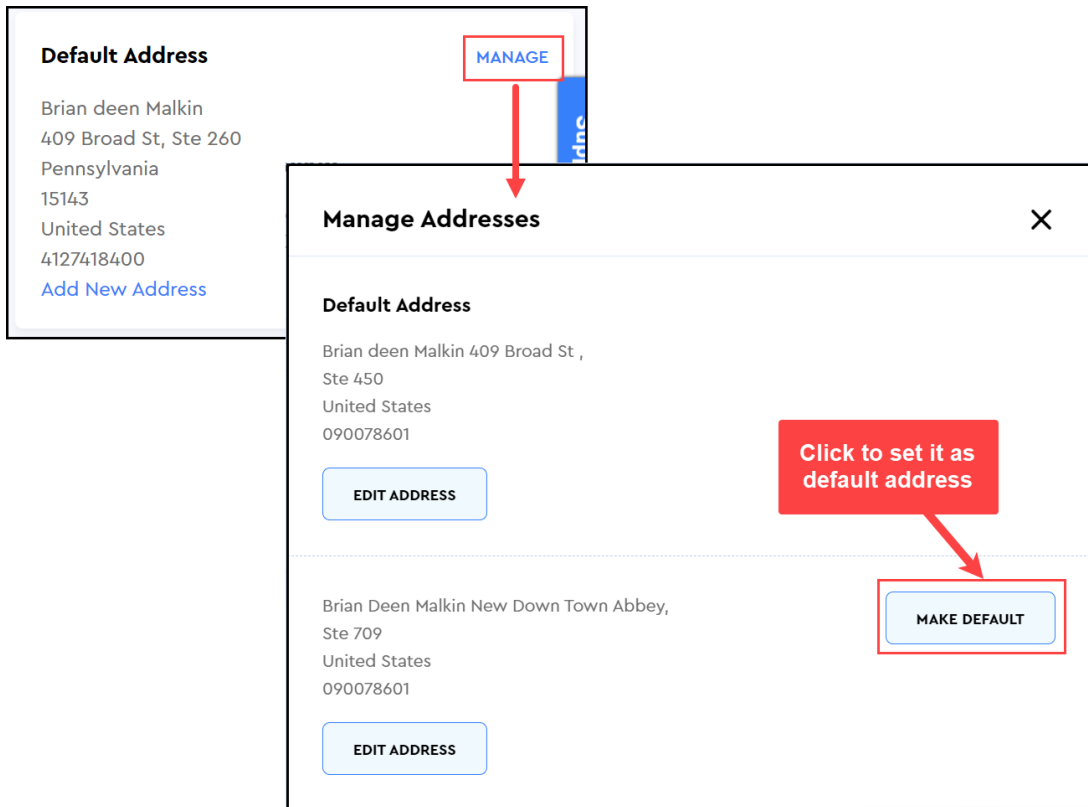 Default Address
MANAGE
Brian deen Malkin
409 Broad St, Ste 260
Pennsylvania
15143
United States
4127418400
Add New Address
Manage Addresses
Default Address
Brian deen Malkin 409 Broad St ,
Ste 450
United States
090078601
EDIT ADDRESS
Click to set it as
default address
Brian Deen Malkin New Down Town Abbey,
Ste 709
United States
090078601
MAKE DEFAULT
EDIT ADDRESS